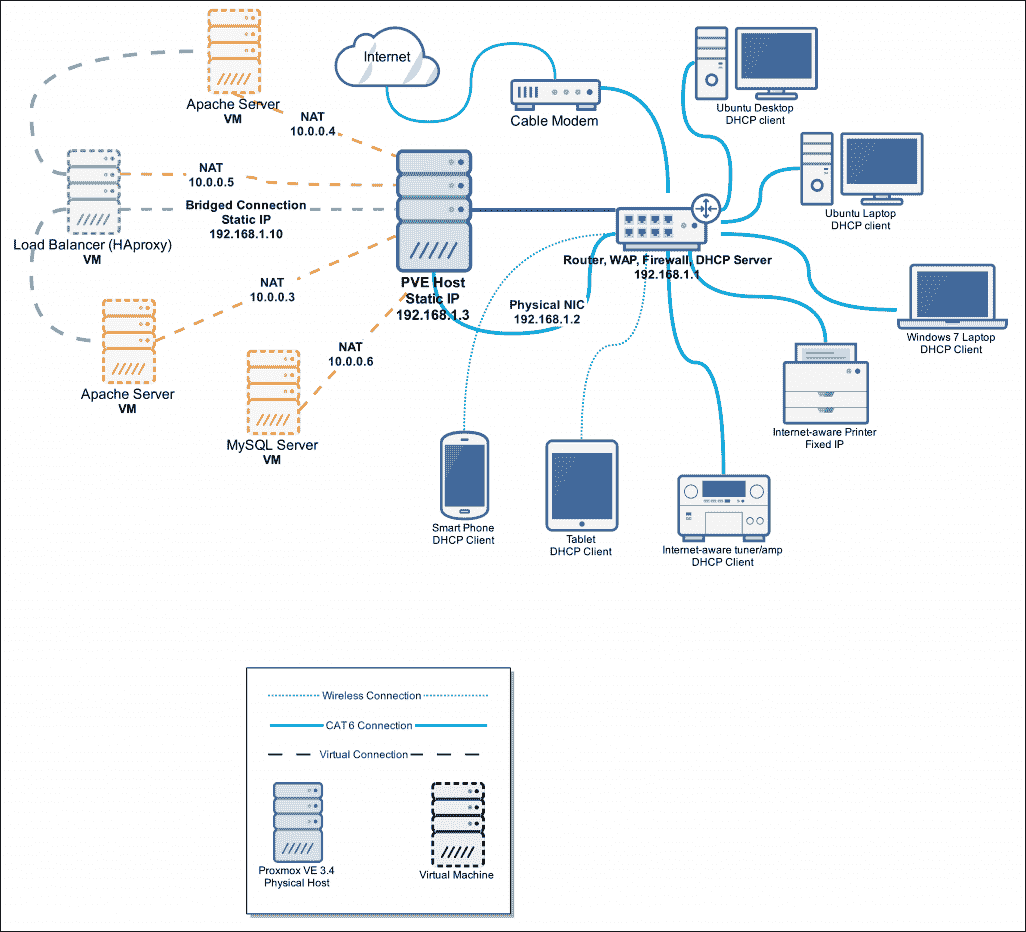 Internet
Cable Modem
Apache Server
VM
NAT
10.0.0.4
NAT
10.0.0.5
Bridged Connection
Static IP
192.168.1.10
Load Balancer (HAproxy)
VM
NAT
10.0.0.3
Apache Server
VM
NAT
10.0.0.6
MySQL Server
VM
PVE Host
Static IP
192.168.1.3
Physical NIC
192.168.1.2
Router, WAP, Firewall, DHCP Server
192.168.1.1
Ubuntu Desktop
DHCP client
Ubuntu Laptop
DHCP client
Windows 7 Laptop
DHCP Client
Internet-aware Printer
Fixed IP
Internet-aware tuner/amp
DHCP Client
Tablet
DHCP Client
Smart Phone
DHCP Client
Wireless Connection
CAT6 Connection
Virtual Connection
Proxmox VE 3.4
Physical Host
Virtual Machine